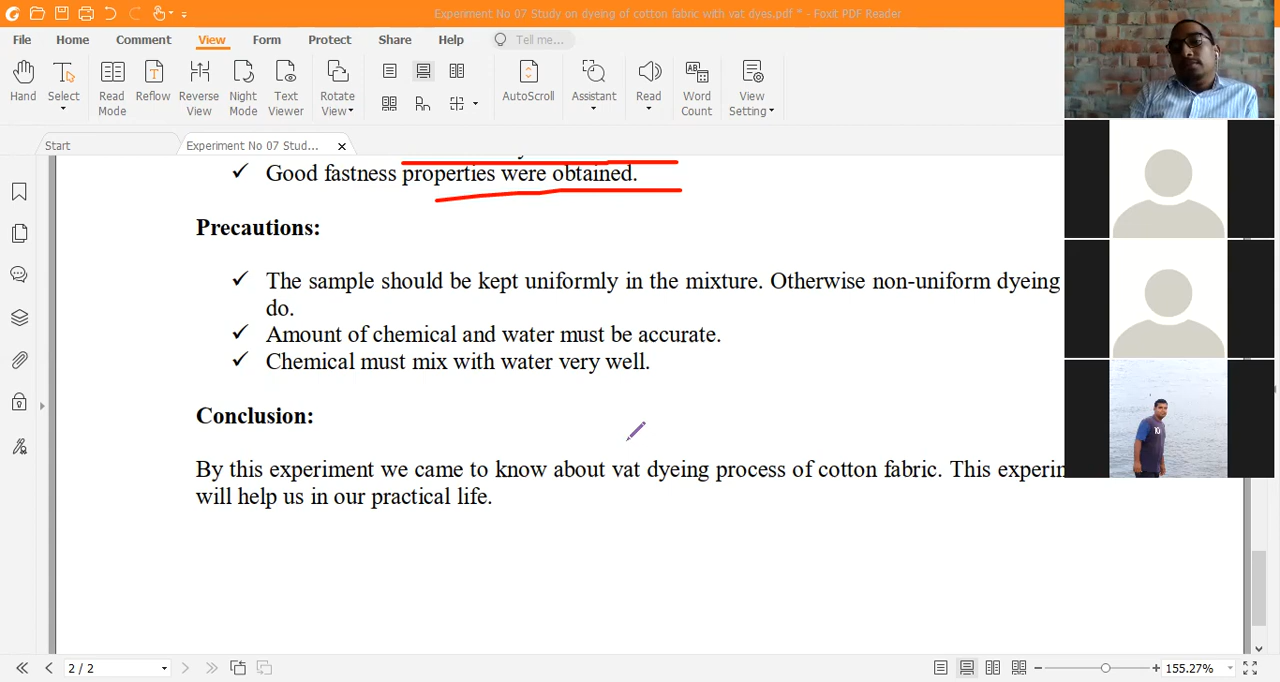 Experiment No 07 Study on dyeing of cotton fabric with vat dyes.pdf * - Foxit PDF Reader
File Home Comment View Form Protect Share Help Tell me...
Hand Select Read Mode Reflow Reverse View Night Mode Text Viewer Rotate View AutoScroll Assistant Read Word Count View Setting
Start Experiment No 07 Stud...
Good fastness properties were obtained.
Precautions:
The sample should be kept uniformly in the mixture. Otherwise non-uniform dyeing
do.
Amount of chemical and water must be accurate.
Chemical must mix with water very well.
Conclusion:
By this experiment we came to know about vat dyeing process of cotton fabric. This experim
will help us in our practical life.
2 / 2 155.27%